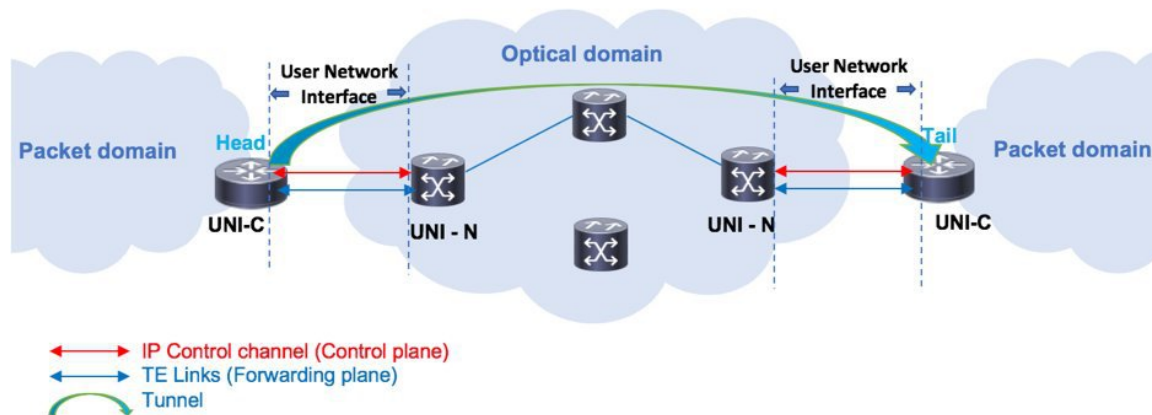 Optical domain
User Network
Interface
User Network
Interface
Packet domain
Head
Tail
Packet domain
UNI-C
UNI - N
UNI - N
UNI-C
IP Control channel (Control plane)
TE Links (Forwarding plane)
Tunnel